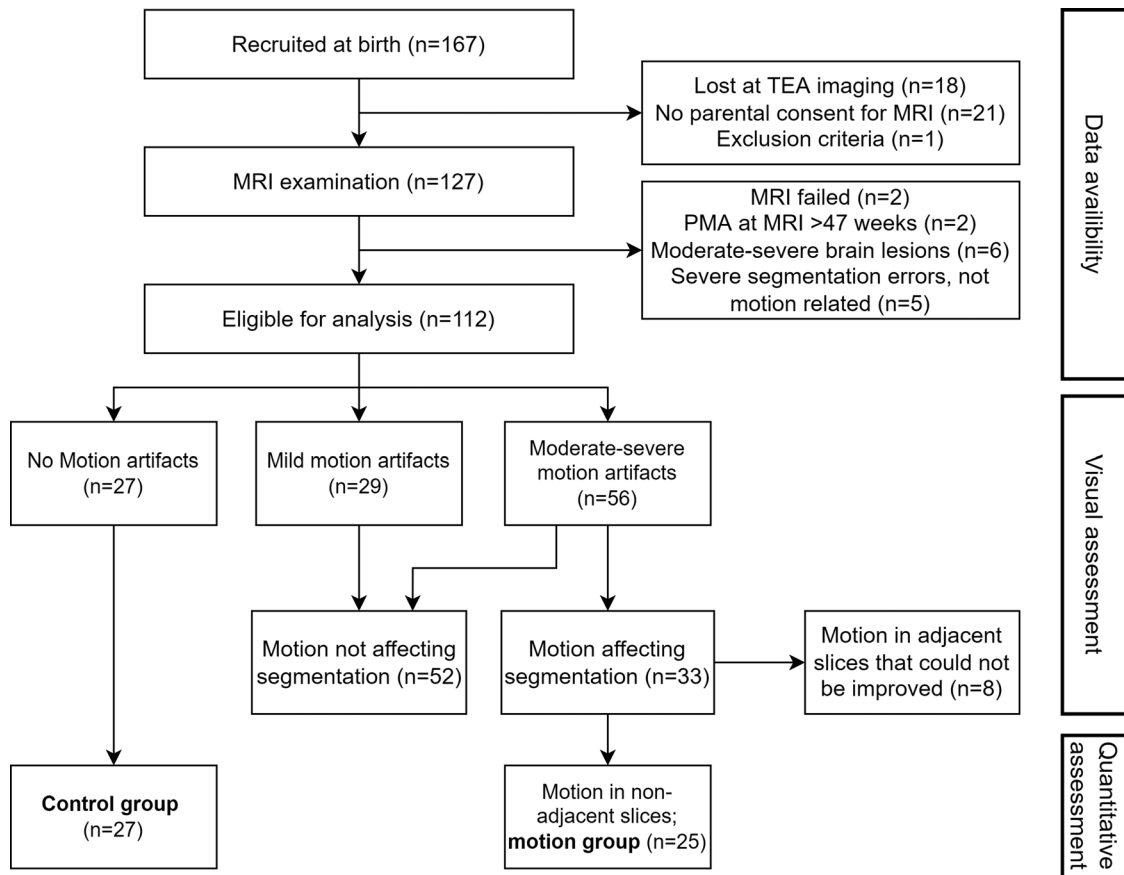 Recruited at birth (n=167)
Lost at TEA imaging (n=18)
No parental consent for MRI (n=21)
Exclusion criteria (n=1)
MRI examination (n=127)
MRI failed (n=2)
PMA at MRI >47 weeks (n=2)
Moderate-severe brain lesions (n=6)
Severe segmentation errors, not
motion related (n=5)
Eligible for analysis (n=112)
Data availibility
No Motion artifacts
(n=27)
Mild motion artifacts
(n=29)
Moderate-severe
motion artifacts
(n=56)
Motion not affecting
segmentation (n=52)
Motion affecting
segmentation (n=33)
Motion in adjacent
slices that could not
be improved (n=8)
Visual assessment
Control group
(n=27)
Motion in non-
adjacent slices;
motion group (n=25)
Quantitative
assessment